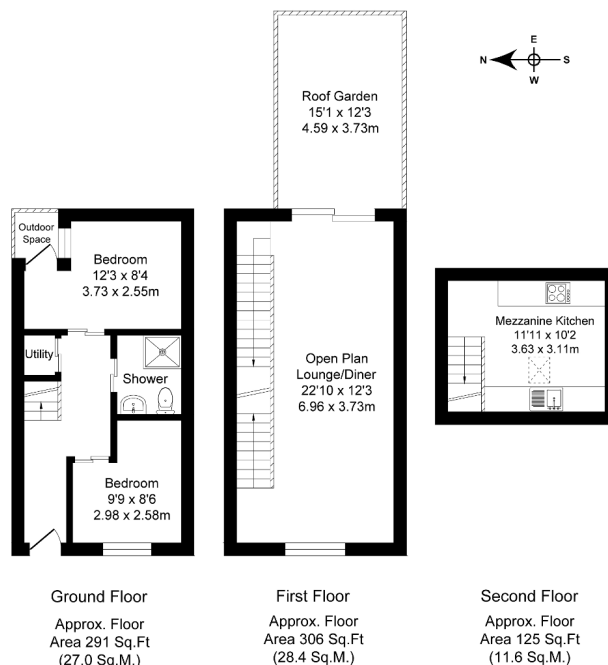 E
N
S
W
Roof Garden
15'1 x 12'3
4.59 x 3.73m
Outdoor
Space
Bedroom
12'3 x 8'4
3.73 x 2.55m
Utility
Shower
Bedroom
9'9 x 8'6
2.98 x 2.58m
Open Plan
Lounge/Diner
22'10 x 12'3
6.96 x 3.73m
Mezzanine Kitchen
11'11 x 10'2
3.63 x 3.11m
Ground Floor
Approx. Floor
Area 291 Sq.Ft
(27.0 Sq.M.)
First Floor
Approx. Floor
Area 306 Sq.Ft
(28.4 Sq.M.)
Second Floor
Approx. Floor
Area 125 Sq.Ft
(11.6 Sq.M.)